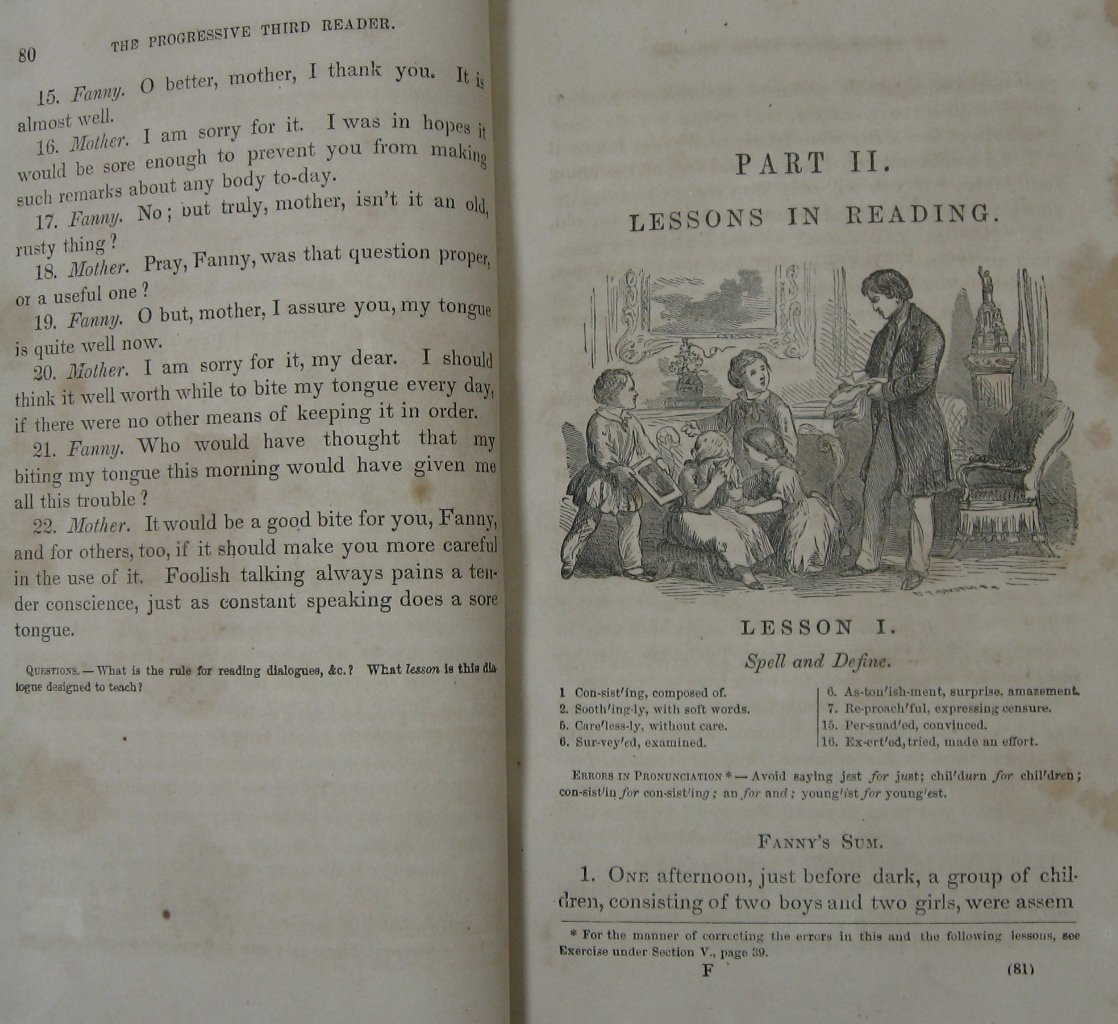 80
THE PROGRESSIVE THIRD READER.
15. Fanny. O better, mother, I thank you. It is
almost well.
16. Mother. I am sorry for it. I was in hopes it
would be sore enough to prevent you from making
such remarks about any body to-day.
17. Fanny. No; but truly, mother, isn't it an old,
rusty thing?
18. Mother. Pray, Fanny, was that question proper,
or a useful one?
19. Fanny. O but, mother, I assure you, my tongue
is quite well now.
20. Mother. I am sorry for it, my dear. I should
think it well worth while to bite my tongue every day,
if there were no other means of keeping it in order.
21. Fanny. Who would have thought that my
biting my tongue this morning would have given me
all this trouble?
22. Mother. It would be a good bite for you, Fanny,
and for others, too, if it should make you more careful
in the use of it. Foolish talking always pains a ten-
der conscience, just as constant speaking does a sore
tongue.
QUESTIONS. — What is the rule for reading dialogues, &c.? What lesson is this dia
logue designed to teach?
PART II.
LESSONS IN READING.
LESSON I.
Spell and Define.
1 Con-sist'ing, composed of.
2. Sooth'ing-ly, with soft words.
5. Care'less-ly, without care.
6. Sur-vey'ed, examined.
6. As-ton'ish-ment, surprise, amazement.
7. Re-proach'ful, expressing censure.
15. Per-suad'ed, convinced.
16. Ex-ert'ed, tried, made an effort.
ERRORS IN PRONUNCIATION * — Avoid saying jest for just; chil'durn for chil'dren;
con-sist'in for con-sist'ing; an for and; young'ist for young'est.
FANNY'S SUM.
1. ONE afternoon, just before dark, a group of chil-
dren, consisting of two boys and two girls, were assem
* For the manner of correcting the errors in this and the following lessons, see
Exercise under Section V., page 39.
F
(81)